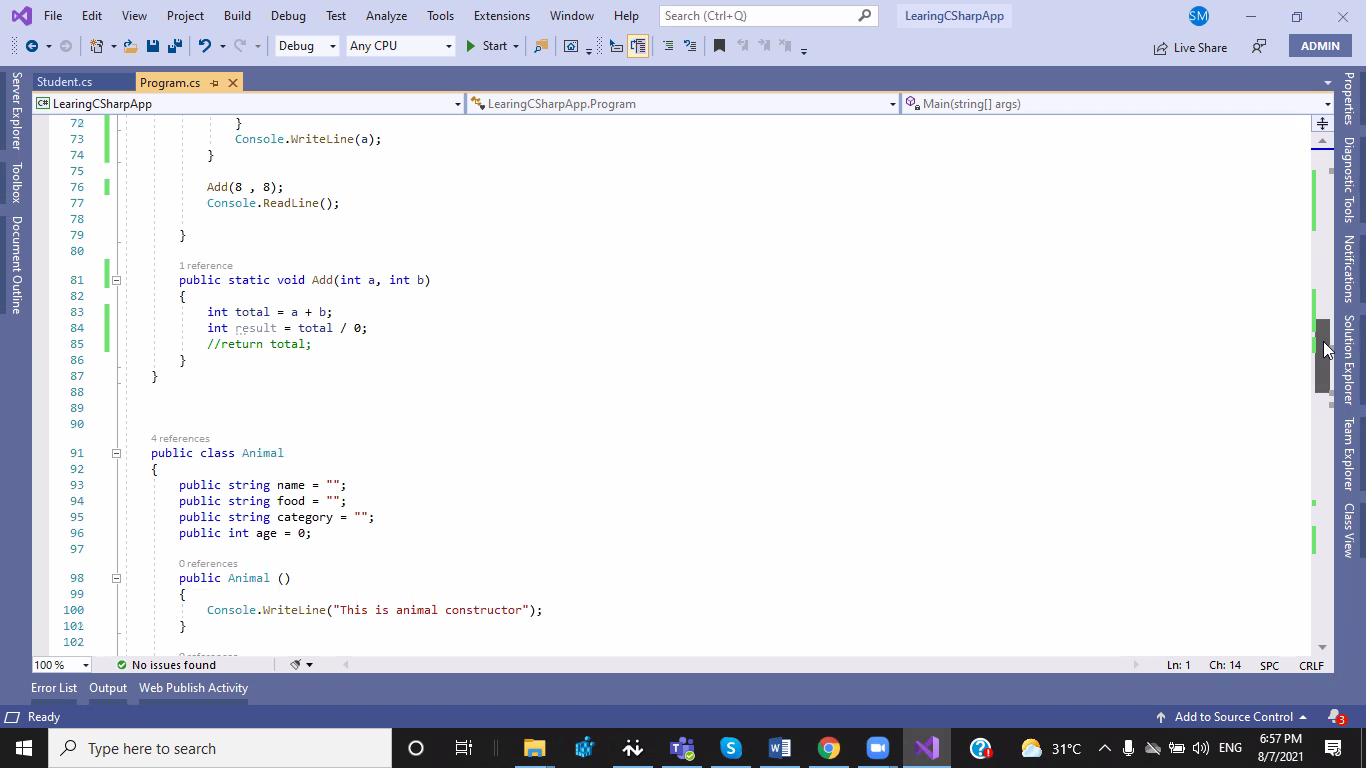 File Edit View Project Build Debug Test Analyze Tools Extensions Window Help Search (Ctrl+Q) LearingCSharpApp SM
Debug Any CPU Start Live Share ADMIN
Student.cs Program.cs
LearingCSharpApp LearingCSharpApp.Program Main(string[] args)
Server Explorer
Toolbox
Document Outline
72 }
73 Console.WriteLine(a);
74 }
75
76 Add(8 , 8);
77 Console.ReadLine();
78
79 }
80
1 reference
81 public static void Add(int a, int b)
82 {
83 int total = a + b;
84 int result = total / 0;
85 //return total;
86 }
87 }
88
89
90
4 references
91 public class Animal
92 {
93 public string name = "";
94 public string food = "";
95 public string category = "";
96 public int age = 0;
97
0 references
98 public Animal ()
99 {
100 Console.WriteLine("This is animal constructor");
101 }
102
Properties
Diagnostic Tools
Notifications
Solution Explorer
Team Explorer
Class View
100 % No issues found Ln: 1 Ch: 14 SPC CRLF
Error List Output Web Publish Activity
Ready Add to Source Control 3
Type here to search 31°C ENG 6:57 PM
8/7/2021